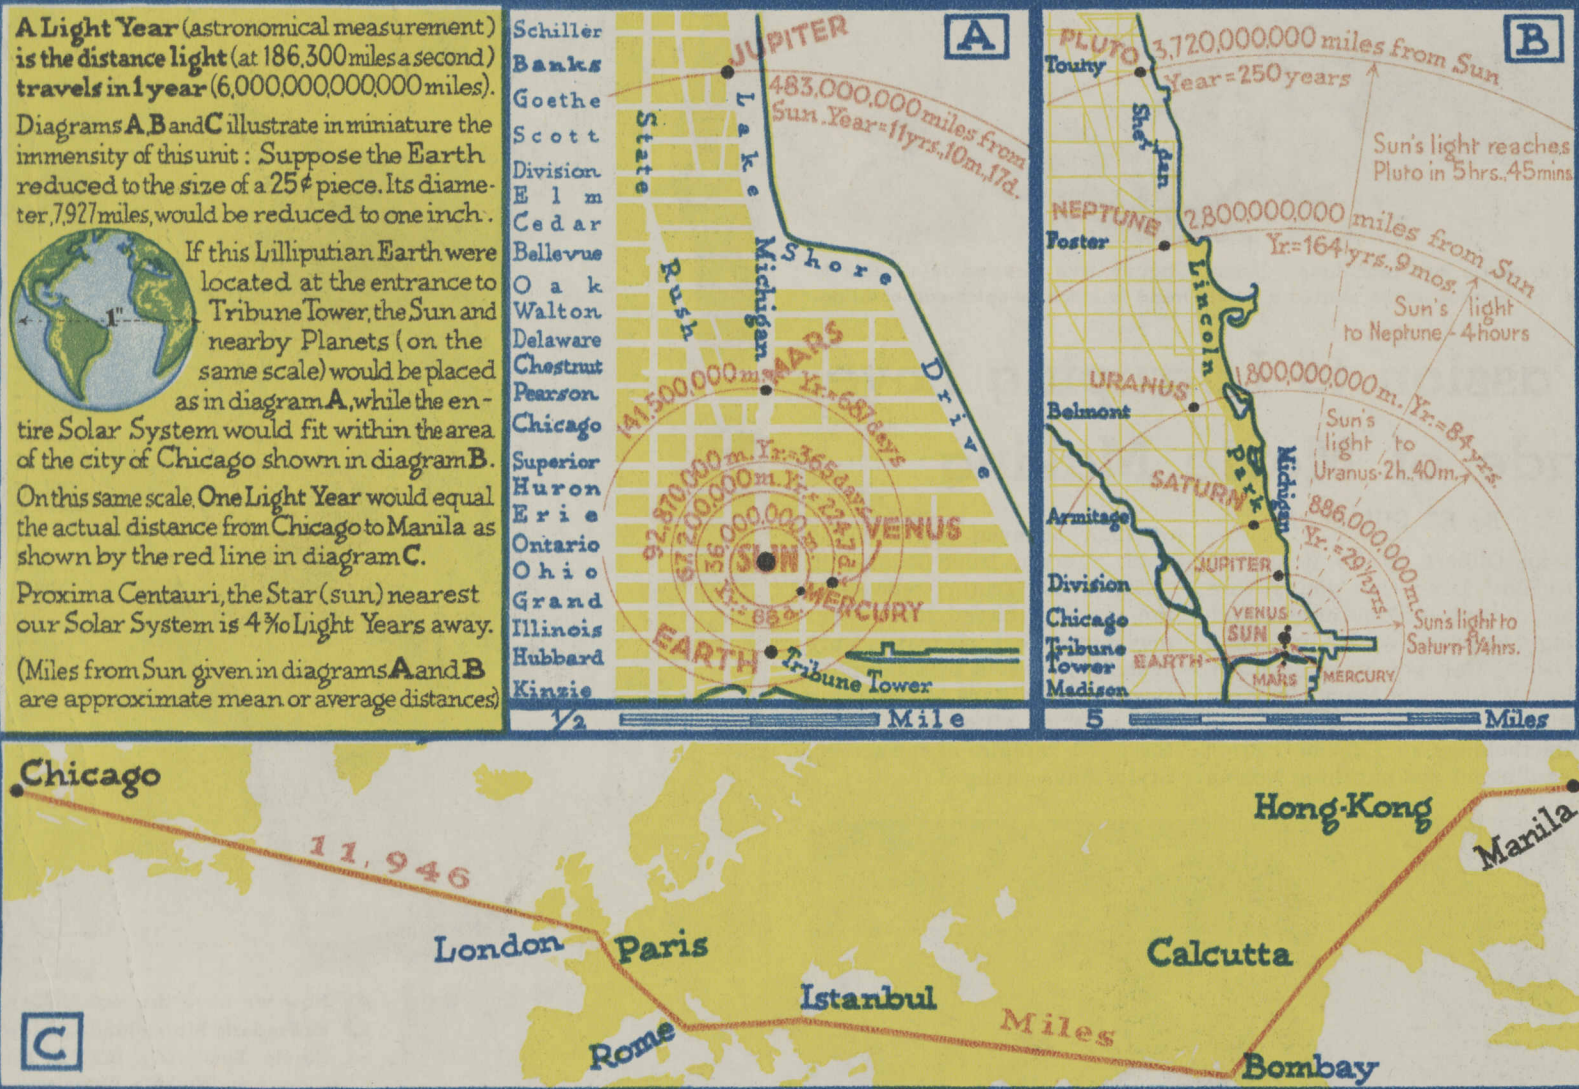 A Light Year (astronomical measurement)
is the distance light (at 186,300 miles a second)
travels in 1 year (6,000,000,000,000 miles).
Diagrams A, B and C illustrate in miniature the
immensity of this unit: Suppose the Earth
reduced to the size of a 25¢ piece. Its diame-
ter, 7,927 miles, would be reduced to one inch.
If this Lilliputian Earth were
located at the entrance to
Tribune Tower, the Sun and
nearby Planets (on the
same scale) would be placed
as in diagram A, while the en-
tire Solar System would fit within the area
of the city of Chicago shown in diagram B.
On this same scale, One Light Year would equal
the actual distance from Chicago to Manila as
shown by the red line in diagram C.
Proxima Centauri, the Star (sun) nearest
our Solar System is 4 3/10 Light Years away.
(Miles from Sun given in diagrams A and B
are approximate mean or average distances)
1"
A
Schiller
Banks
Goethe
Scott
Division
Elm
Cedar
Bellevue
Oak
Walton
Delaware
Chestnut
Pearson
Chicago
Superior
Huron
Erie
Ontario
Ohio
Grand
Illinois
Hubbard
Kinzie
State
Rush
Michigan
Lake
Shore
Drive
JUPITER
483,000,000 miles from
Sun. Year=11yrs.,10m.,17d.
MARS
141,500,000 m. Yr.=687 days
92,870,000 m. Yr.=365 days
67,200,000 m. Yr.=224.7 d.
36,000,000 m.
Yr.=88 d.
SUN
VENUS
MERCURY
EARTH
Tribune Tower
1/2 Mile
B
PLUTO
3,720,000,000 miles from Sun
Year=250 years
Touhy
Sheridan
Sun's light reaches
Pluto in 5hrs.,45mins.
NEPTUNE
2,800,000,000 miles from Sun
Yr.=164 yrs., 9 mos.
Foster
Sun's light
to Neptune-4hours
Lincoln
Park
URANUS
1,800,000,000 m. Yr.=84 yrs.
Belmont
Sun's
light to
Uranus-2h.,40m.
Michigan
SATURN
886,000,000 m.
Yr.=29½yrs.
Armitage
JUPITER
Division
VENUS
Chicago
SUN
Sun's light to
Saturn-1¼hrs.
Tribune
Tower
EARTH
MARS
MERCURY
Madison
5 Miles
Chicago
11,946
London
Paris
Rome
Istanbul
Miles
Bombay
Calcutta
Hong-Kong
Manila
C